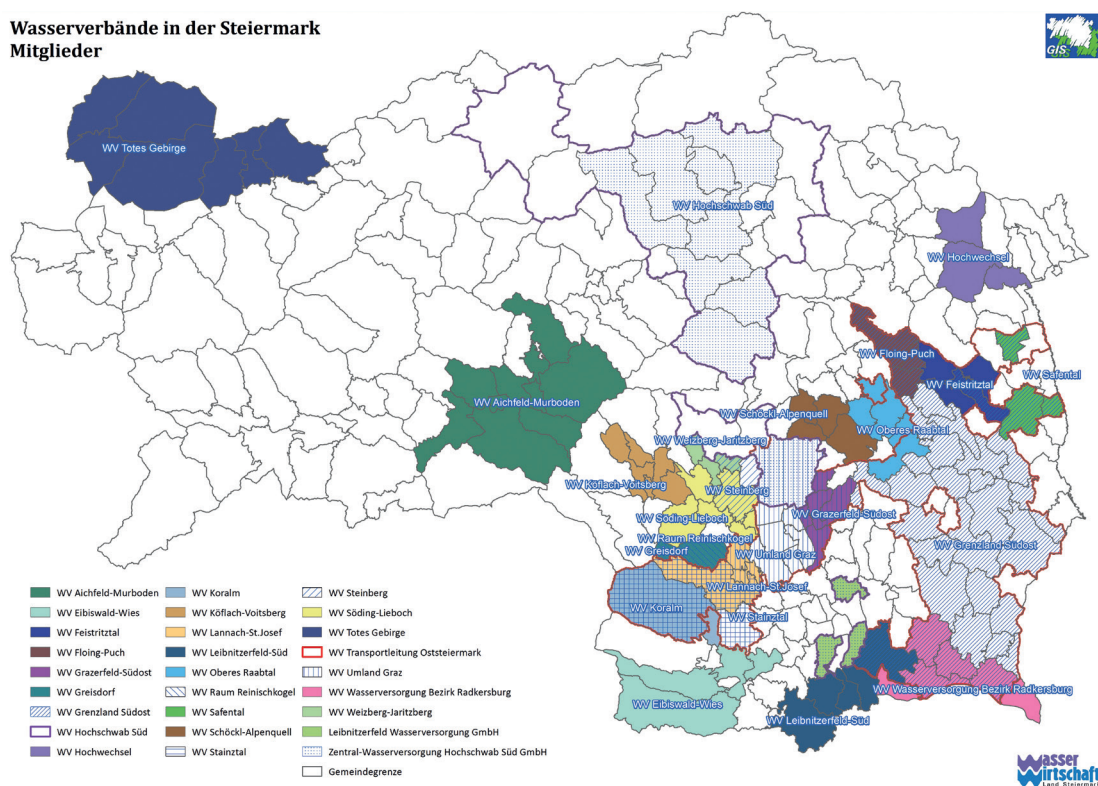 Wasserverbände in der Steiermark
Mitglieder
GIS
GIS
WV Totes Gebirge
WV Hochschwab Süd
WV Hochwechsel
WV Floing-Puch
WV Safental
WV Feistritztal
WV Aichfeld-Murboden
WV Schöckl-Alpenquell
WV Oberes Raabtal
WV Weizberg-Jaritzberg
WV Köflach-Voitsberg
WV Steinberg
WV Grazerfeld-Südost
WV Söding-Lieboch
WV Raum Reinischkogel
WV Greisdorf
WV Umland Graz
WV Grenzland Südost
WV Lannach-St.Josef
WV Koralm
WV Stainztal
WV Wasserversorgung Bezirk Radkersburg
WV Eibiswald-Wies
WV Leibnitzerfeld-Süd
WV Aichfeld-Murboden
WV Eibiswald-Wies
WV Feistritztal
WV Floing-Puch
WV Grazerfeld-Südost
WV Greisdorf
WV Grenzland Südost
WV Hochschwab Süd
WV Hochwechsel
WV Koralm
WV Köflach-Voitsberg
WV Lannach-St.Josef
WV Leibnitzerfeld-Süd
WV Oberes Raabtal
WV Raum Reinischkogel
WV Safental
WV Schöckl-Alpenquell
WV Stainztal
WV Steinberg
WV Söding-Lieboch
WV Totes Gebirge
WV Transportleitung Oststeiermark
WV Umland Graz
WV Wasserversorgung Bezirk Radkersburg
WV Weizberg-Jaritzberg
Leibnitzerfeld Wasserversorgung GmbH
Zentral-Wasserversorgung Hochschwab Süd GmbH
Gemeindegrenze
Wasser
Wirtschaft
Land Steiermark